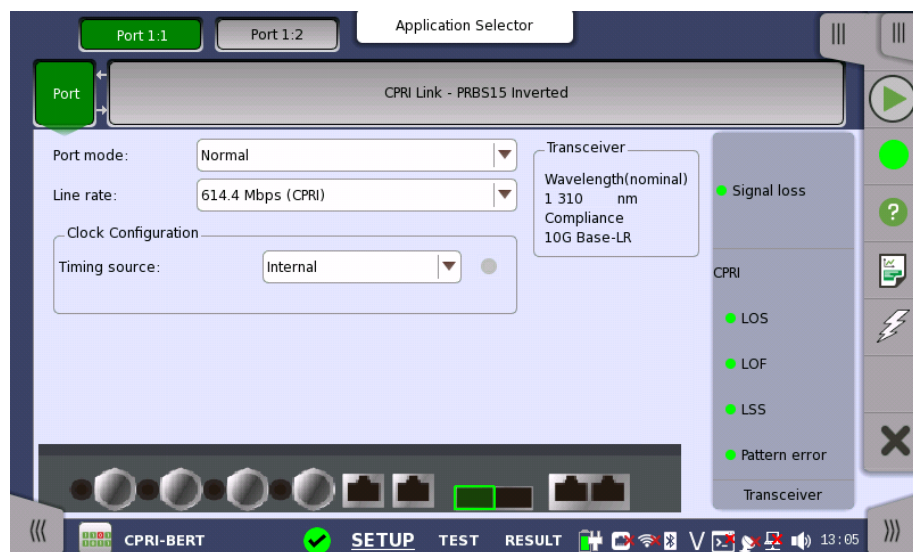 Application Selector
Port 1:1
Port 1:2
Port
CPRI Link - PRBS15 Inverted
Port mode:
Normal
Line rate:
614.4 Mbps (CPRI)
Clock Configuration
Timing source:
Internal
Transceiver
Wavelength(nominal)
1 310 nm
Compliance
10G Base-LR
Signal loss
CPRI
LOS
LOF
LSS
Pattern error
Transceiver
?
CPRI-BERT
SETUP
TEST
RESULT
13:05